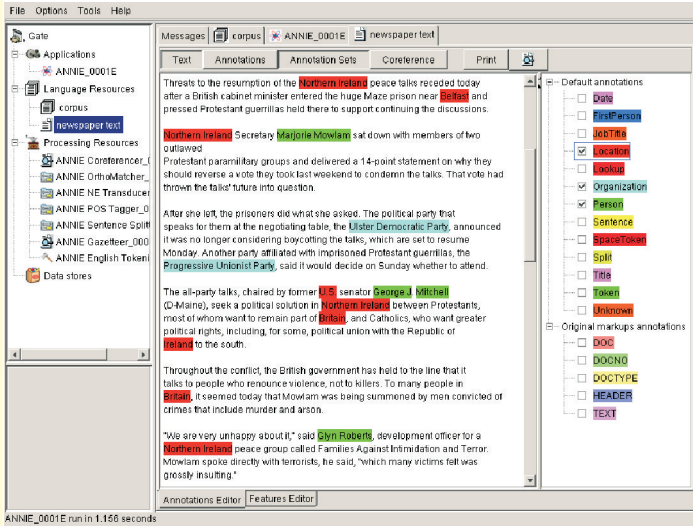 File Options Tools Help
Gate
Applications
ANNIE_0001E
Language Resources
corpus
newspaper text
Processing Resources
ANNIE Coreferencer_(
ANNIE OrthoMatcher_
ANNIE NE Transducer
ANNIE POS Tagger_0
ANNIE Sentence Splitt
ANNIE Gazetteer_000
ANNIE English Tokeni
Data stores
Messages corpus ANNIE_0001E newspaper text
Text Annotations Annotation Sets Coreference Print
Threats to the resumption of the Northern Ireland peace talks receded today
after a British cabinet minister entered the huge Maze prison near Belfast and
pressed Protestant guerrillas held there to support continuing the discussions.
Northern Ireland Secretary Marjorie Mowlam sat down with members of two
outlawed
Protestant paramilitary groups and delivered a 14-point statement on why they
should reverse a vote they took last weekend to condemn the talks. That vote had
thrown the talks' future into question.
After she left, the prisoners did what she asked. The political party that
speaks for them at the negotiating table, the Ulster Democratic Party, announced
it was no longer considering boycotting the talks, which are set to resume
Monday. Another party affiliated with imprisoned Protestant guerrillas, the
Progressive Unionist Party, said it would decide on Sunday whether to attend.
The all-party talks, chaired by former U.S. senator George J. Mitchell
(D-Maine), seek a political solution in Northern Ireland between Protestants,
most of whom want to remain part of Britain, and Catholics, who want greater
political rights, including, for some, political union with the Republic of
Ireland to the south.
Throughout the conflict, the British government has held to the line that it
talks to people who renounce violence, not to killers. To many people in
Britain, it seemed today that Mowlam was being summoned by men convicted of
crimes that include murder and arson.
"We are very unhappy about it," said Glyn Roberts, development officer for a
Northern Ireland peace group called Families Against Intimidation and Terror.
Mowlam spoke directly with terrorists, he said, "which many victims felt was
grossly insulting."
Annotations Editor Features Editor
Default annotations
Date
FirstPerson
JobTitle
Location
Lookup
Organization
Person
Sentence
SpaceToken
Split
Title
Token
Unknown
Original markups annotations
DOC
DOCNO
DOCTYPE
HEADER
TEXT
ANNIE_0001E run in 1.156 seconds